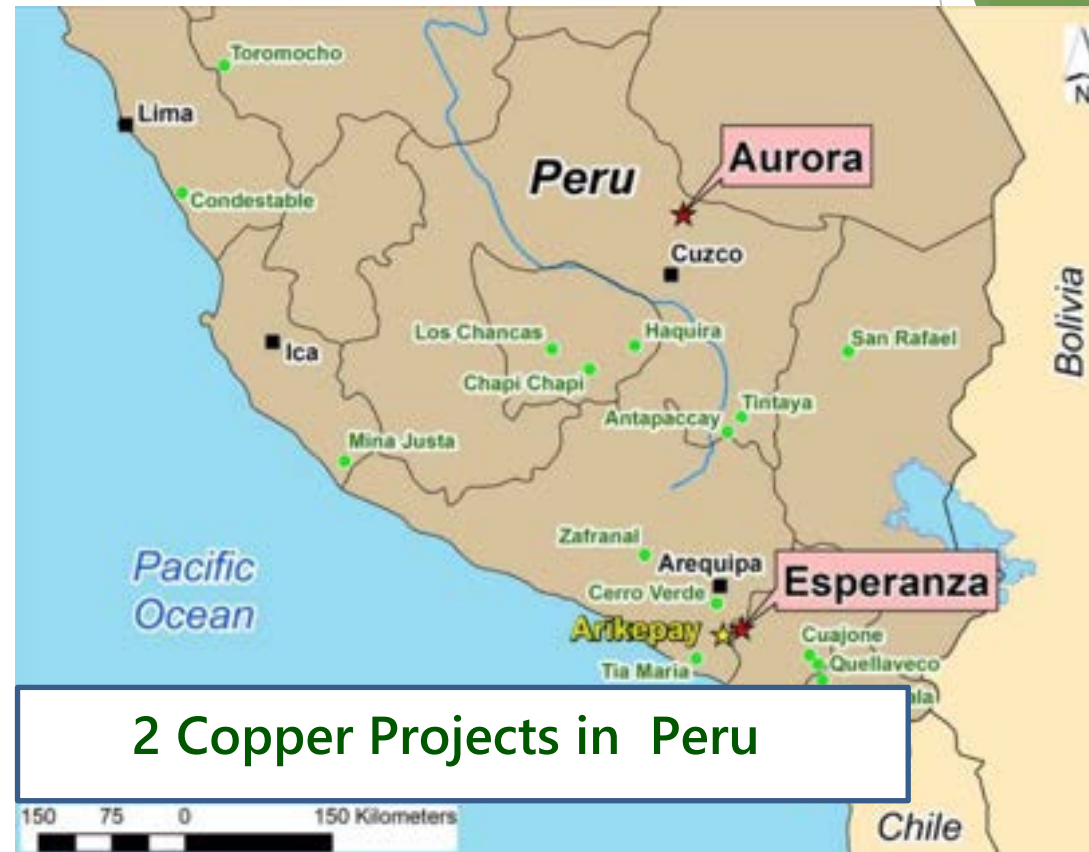 Toromocho
Lima
N
Aurora
Peru
Condestable
Cuzco
Bolivia
Los Chancas
Haquira
San Rafael
Ica
Chapi Chapi
Tintaya
Antapaccay
Mina Justa
Zafranal
Pacific
Ocean
Arequipa
Esperanza
Cerro Verde
Arikepay
Cuajone
Tia Maria
Quellaveco
ala
2 Copper Projects in Peru
150 75 0 150 Kilometers
Chile